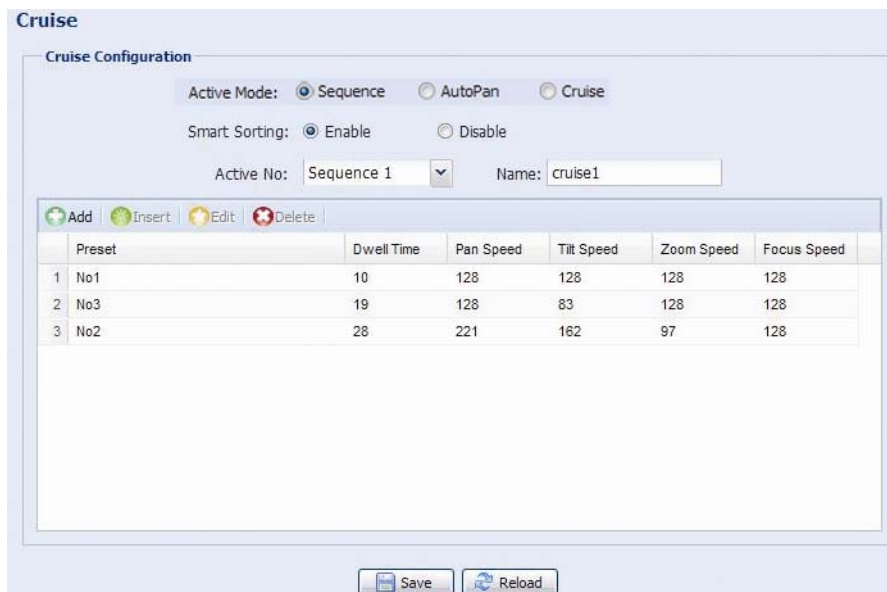 Cruise
Cruise Configuration
Active Mode: Sequence AutoPan Cruise
Smart Sorting: Enable Disable
Active No: Sequence 1 Name: cruise1
Add Insert Edit Delete
Preset Dwell Time Pan Speed Tilt Speed Zoom Speed Focus Speed
1 No1 10 128 128 128 128
2 No3 19 128 83 128 128
3 No2 28 221 162 97 128
Save Reload